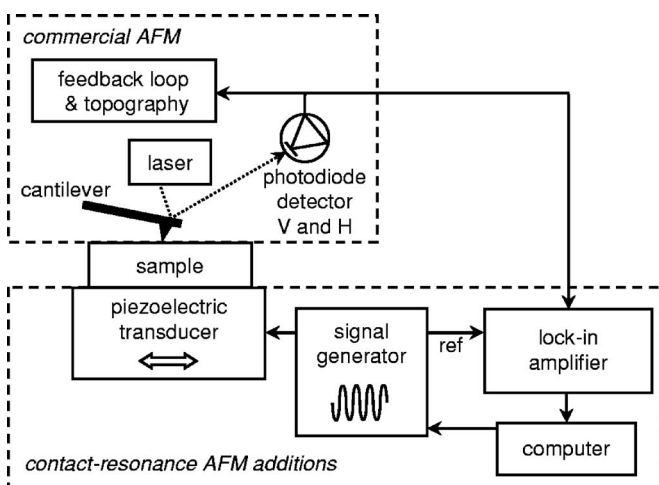 commercial AFM
feedback loop
& topography
laser
cantilever
photodiode
detector
V and H
sample
piezoelectric
transducer
signal
generator
ref
lock-in
amplifier
computer
contact-resonance AFM additions